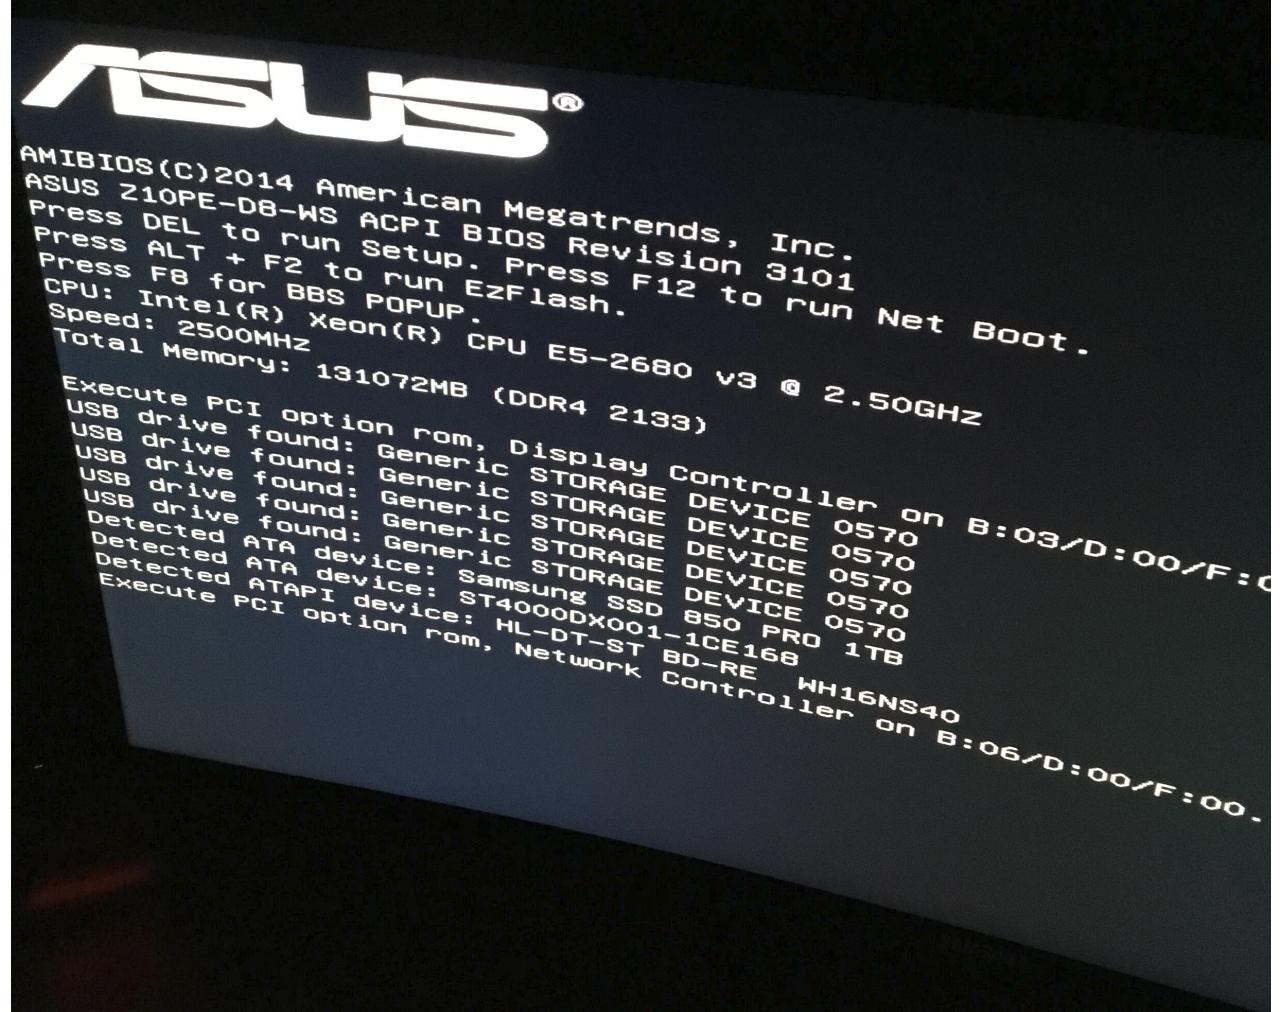 ASUS®
AMIBIOS(C)2014 American Megatrends, Inc.
ASUS Z10PE-D8-WS ACPI BIOS Revision 3101
Press DEL to run Setup. Press F12 to run Net Boot.
Press ALT + F2 to run EzFlash.
Press F8 for BBS POPUP.
CPU: Intel(R) Xeon(R) CPU E5-2680 v3 @ 2.50GHz
Speed: 2500MHz
Total Memory: 131072MB (DDR4 2133)
Execute PCI option rom, Display Controller on B:03/D:00/F:0
USB drive found: Generic STORAGE DEVICE 0570
USB drive found: Generic STORAGE DEVICE 0570
USB drive found: Generic STORAGE DEVICE 0570
USB drive found: Generic STORAGE DEVICE 0570
USB drive found: Generic STORAGE DEVICE 0570
Detected ATA device: Samsung SSD 850 PRO 1TB
Detected ATA device: ST4000DX001-1CE168
Detected ATAPI device: HL-DT-ST BD-RE  WH16NS40
Execute PCI option rom, Network Controller on B:06/D:00/F:00.